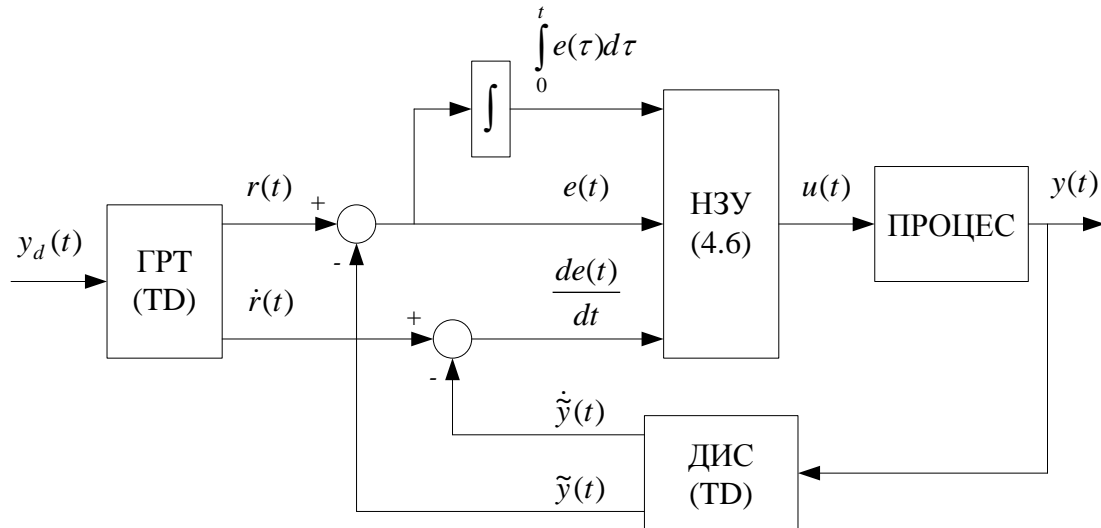 ∫₀ᵗ e(τ)dτ
∫
r(t)
e(t)
НЗУ
(4.6)
u(t)
ПРОЦЕС
y(t)
+
-
y_d(t)
ГРТ
(TD)
ṙ(t)
de(t)
dt
+
-
ỹ̇(t)
ДИС
(TD)
ỹ(t)